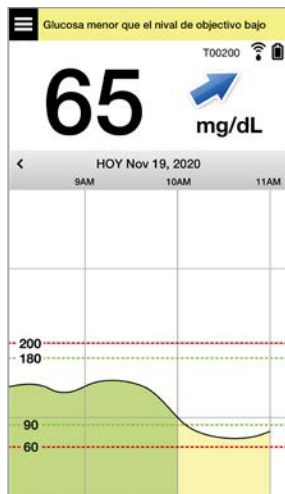 Glucosa menor que el nival de objectivo bajo
T00200
65
mg/dL
< HOY Nov 19, 2020
9AM 10AM 11AM
200
180
90
60